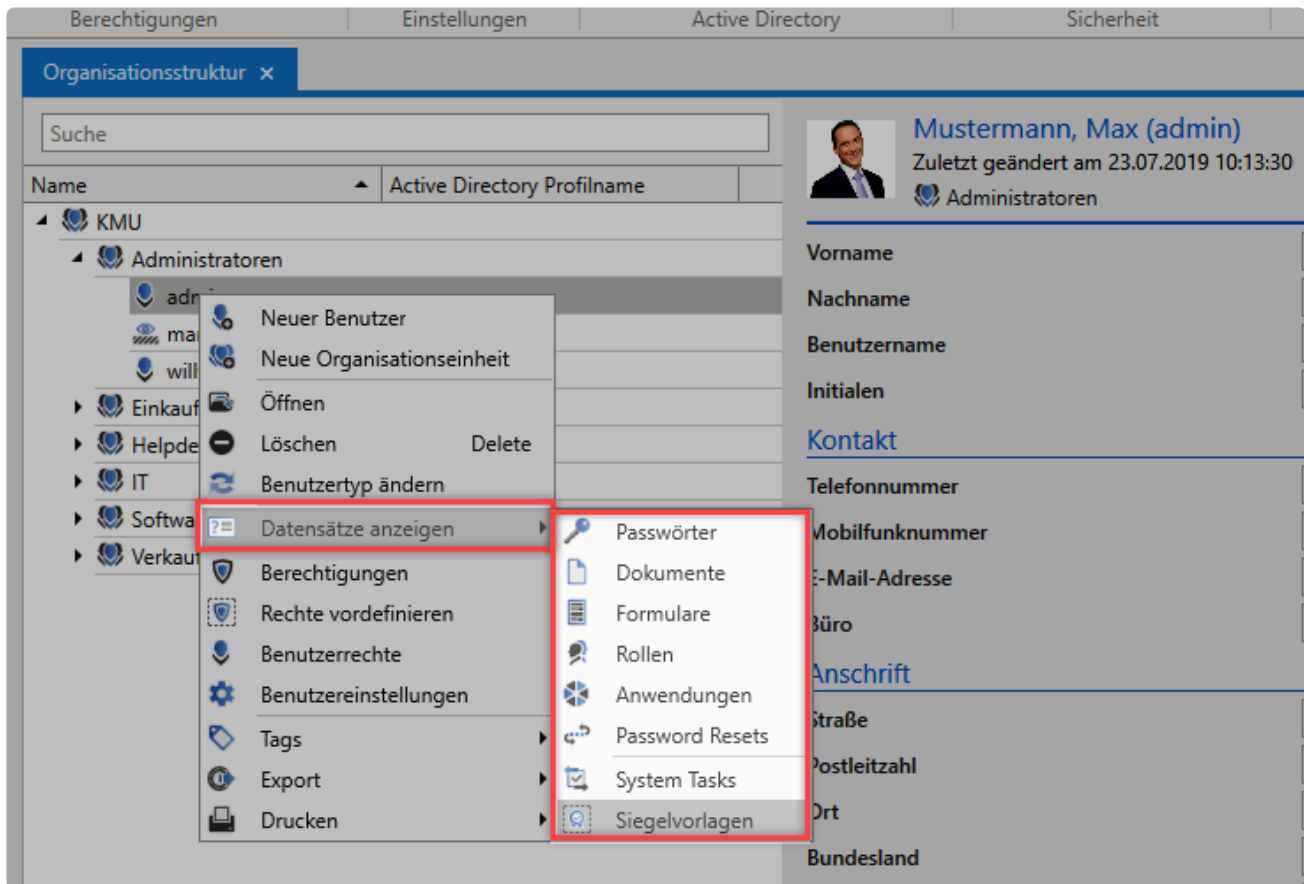 Berechtigungen Einstellungen Active Directory Sicherheit
Organisationsstruktur ×
Suche
Name Active Directory Profilname
KMU
Administratoren
Einkauf
IT
Neuer Benutzer
Neue Organisationseinheit
Öffnen
Löschen Delete
Benutzertyp ändern
Datensätze anzeigen
Berechtigungen
Rechte vordefinieren
Benutzerrechte
Benutzereinstellungen
Tags
Export
Drucken
Passwörter
Dokumente
Formulare
Rollen
Anwendungen
Password Resets
System Tasks
Siegelvorlagen
Mustermann, Max (admin)
Zuletzt geändert am 23.07.2019 10:13:30
Administratoren
Vorname
Nachname
Benutzername
Initialen
Kontakt
Telefonnummer
Mobilfunknummer
E-Mail-Adresse
Büro
Anschrift
Straße
Postleitzahl
Ort
Bundesland